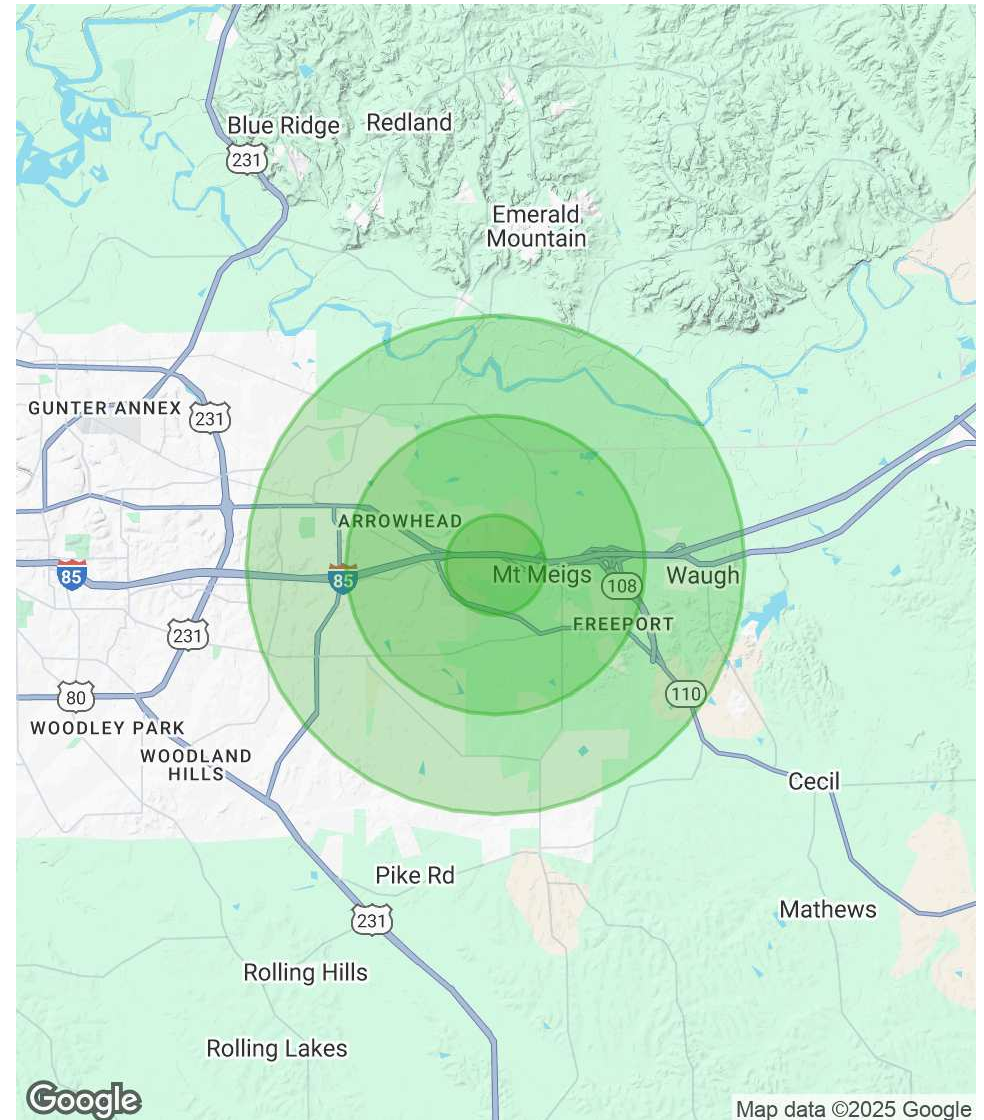 Blue Ridge
Redland
231
Emerald
Mountain
GUNTER ANNEX
231
ARROWHEAD
85
85
Mt Meigs
108
Waugh
FREEPORT
231
80
110
WOODLEY PARK
WOODLAND
HILLS
Cecil
Pike Rd
Mathews
231
Rolling Hills
Rolling Lakes
Google
Map data ©2025 Google